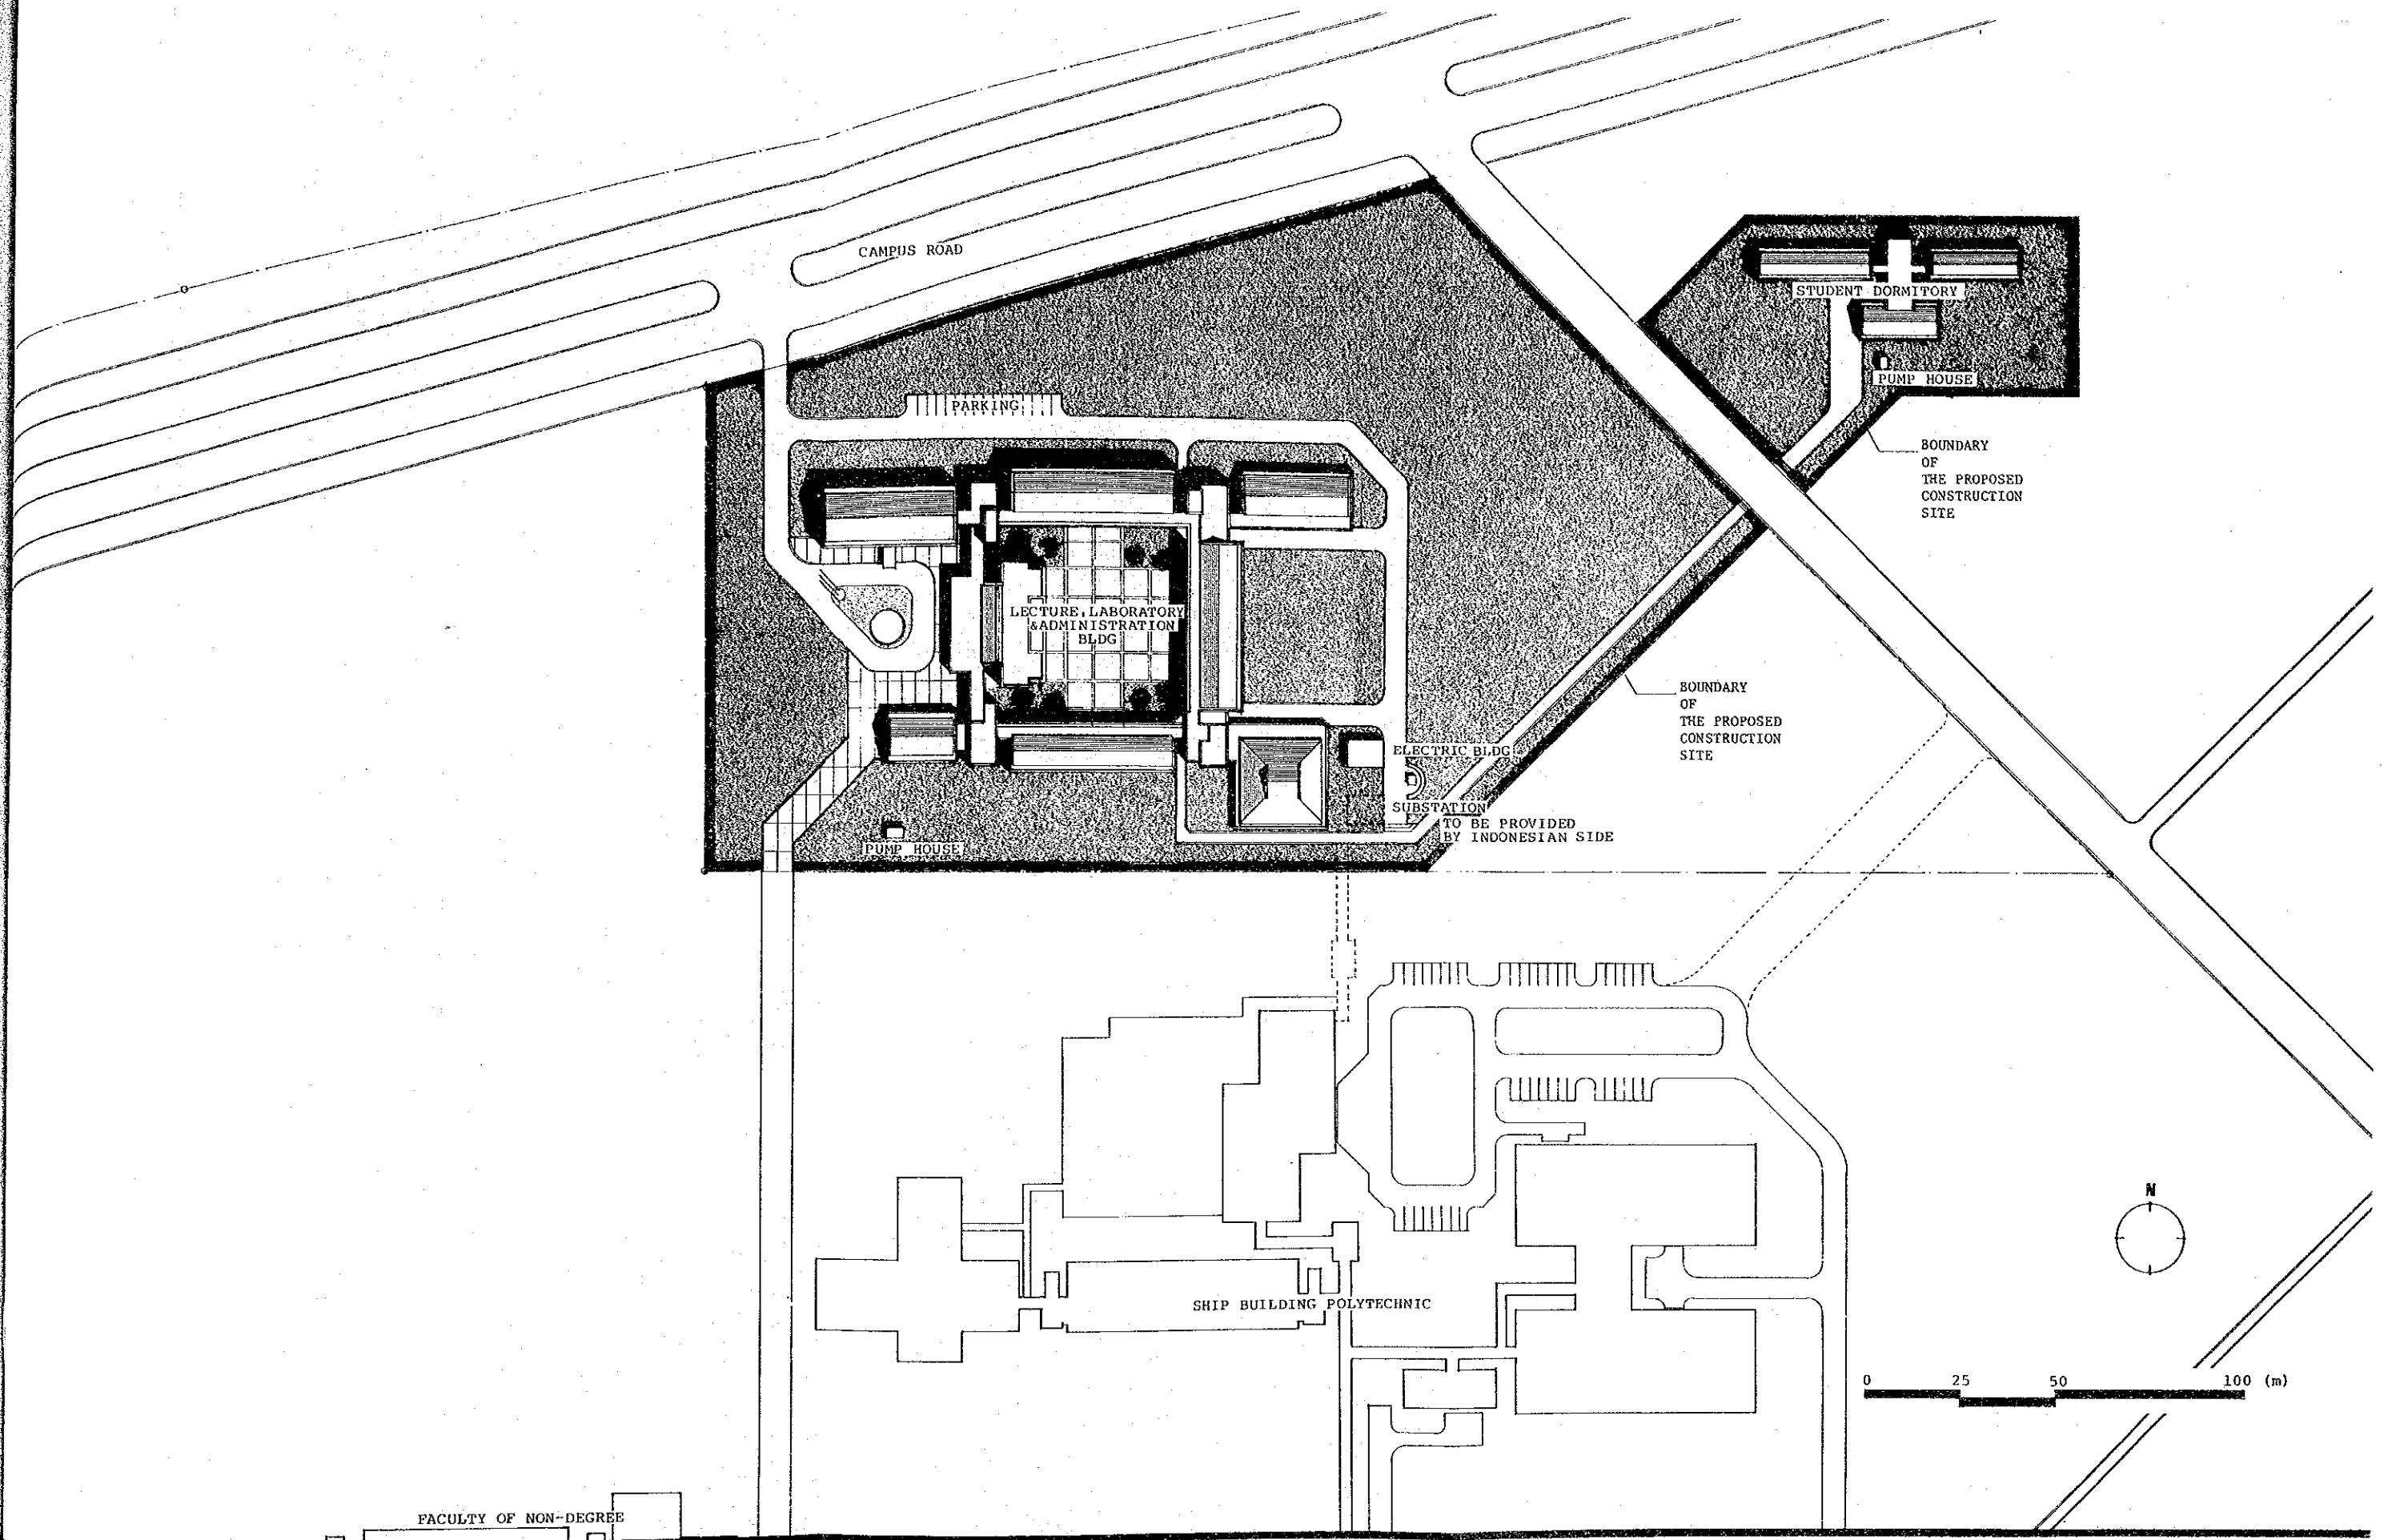 CAMPUS ROAD
STUDENT DORMITORY
PUMP HOUSE
PARKING
BOUNDARY
OF
THE PROPOSED
CONSTRUCTION
SITE
LECTURE, LABORATORY
&ADMINISTRATION
BLDG
BOUNDARY
OF
THE PROPOSED
CONSTRUCTION
SITE
ELECTRIC BLDG
SUBSTATION
TO BE PROVIDED
BY INDONESIAN SIDE
PUMP HOUSE
N
SHIP BUILDING POLYTECHNIC
0 25 50 100 (m)
FACULTY OF NON-DEGREE